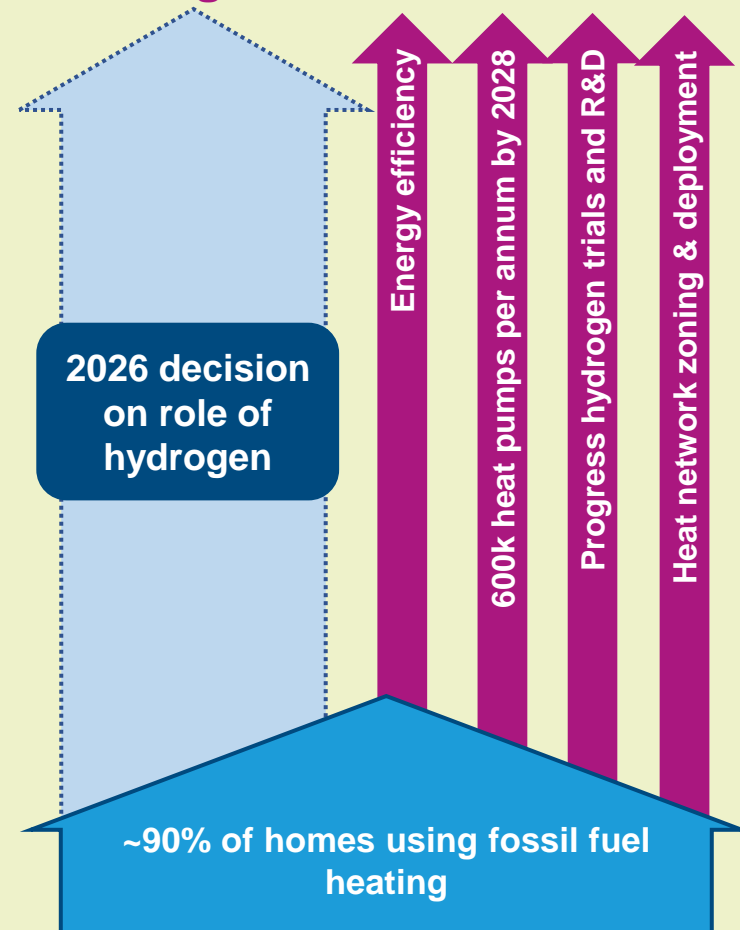 Energy efficiency
600k heat pumps per annum by 2028
Progress hydrogen trials and R&D
Heat network zoning & deployment
2026 decision
on role of
hydrogen
~90% of homes using fossil fuel
heating